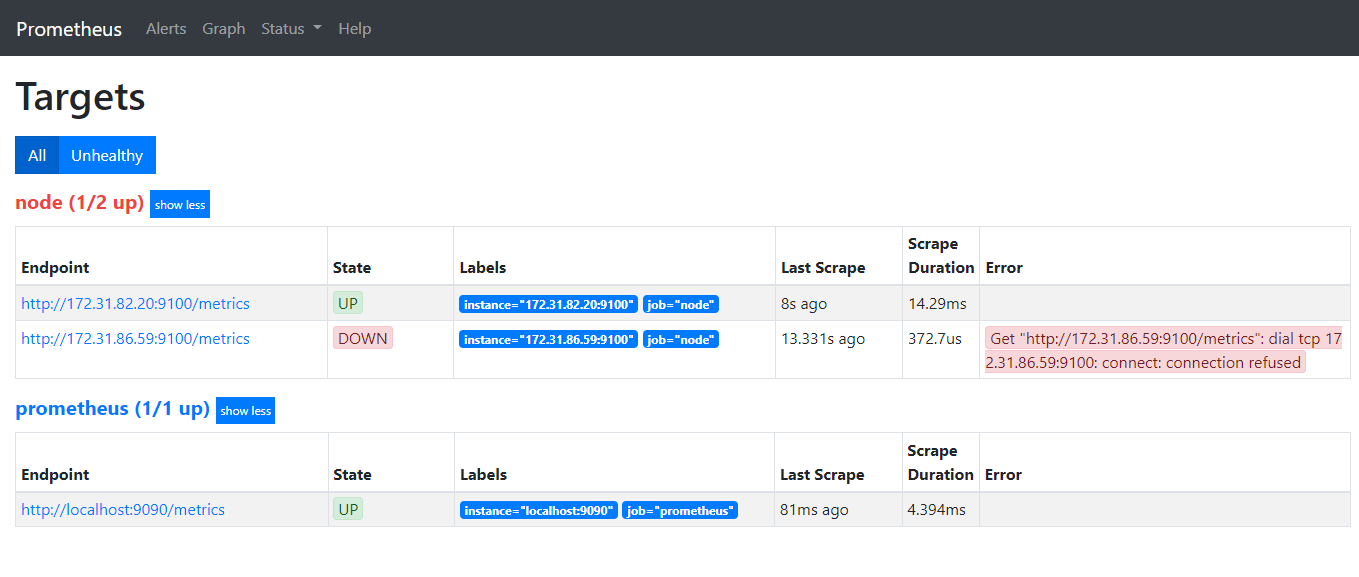 Prometheus Alerts Graph Status Help
Targets
All Unhealthy
node (1/2 up) show less
Endpoint State Labels Last Scrape Scrape Duration Error
http://172.31.82.20:9100/metrics UP instance="172.31.82.20:9100" job="node" 8s ago 14.29ms
http://172.31.86.59:9100/metrics DOWN instance="172.31.86.59:9100" job="node" 13.331s ago 372.7us Get "http://172.31.86.59:9100/metrics": dial tcp 17
2.31.86.59:9100: connect: connection refused
prometheus (1/1 up) show less
Endpoint State Labels Last Scrape Scrape Duration Error
http://localhost:9090/metrics UP instance="localhost:9090" job="prometheus" 81ms ago 4.394ms